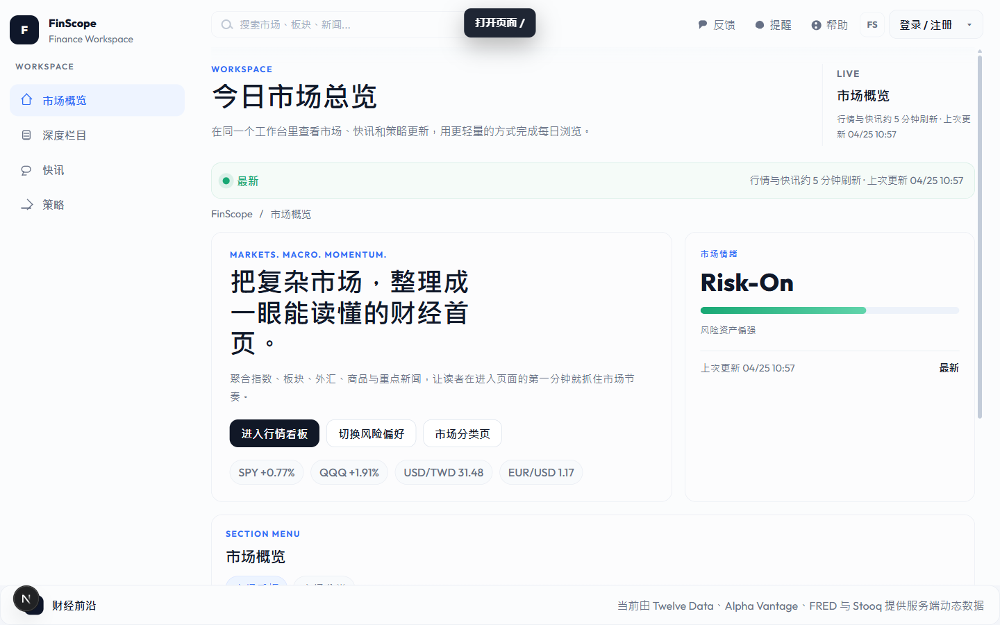 F
FinScope
Finance Workspace
WORKSPACE
市场概览
深度栏目
快讯
策略
搜索市场、板块、新闻...
打开页面 /
反馈
提醒
帮助
FS
登录 / 注册
WORKSPACE
今日市场总览
在同一个工作台里查看市场、快讯和策略更新，用更轻量的方式完成每日浏览。
LIVE
市场概览
行情与快讯约 5 分钟刷新 · 上次更
新 04/25 10:57
最新
行情与快讯约 5 分钟刷新 · 上次更新 04/25 10:57
FinScope / 市场概览
MARKETS. MACRO. MOMENTUM.
把复杂市场，整理成
一眼能读懂的财经首
页。
聚合指数、板块、外汇、商品与重点新闻，让读者在进入页面的第一分钟就抓住市场节
奏。
进入行情看板
切换风险偏好
市场分类页
SPY +0.77%
QQQ +1.91%
USD/TWD 31.48
EUR/USD 1.17
市场情绪
Risk-On
风险资产偏强
上次更新 04/25 10:57
最新
SECTION MENU
市场概览
N
财经前沿
当前由 Twelve Data、Alpha Vantage、FRED 与 Stooq 提供服务端动态数据